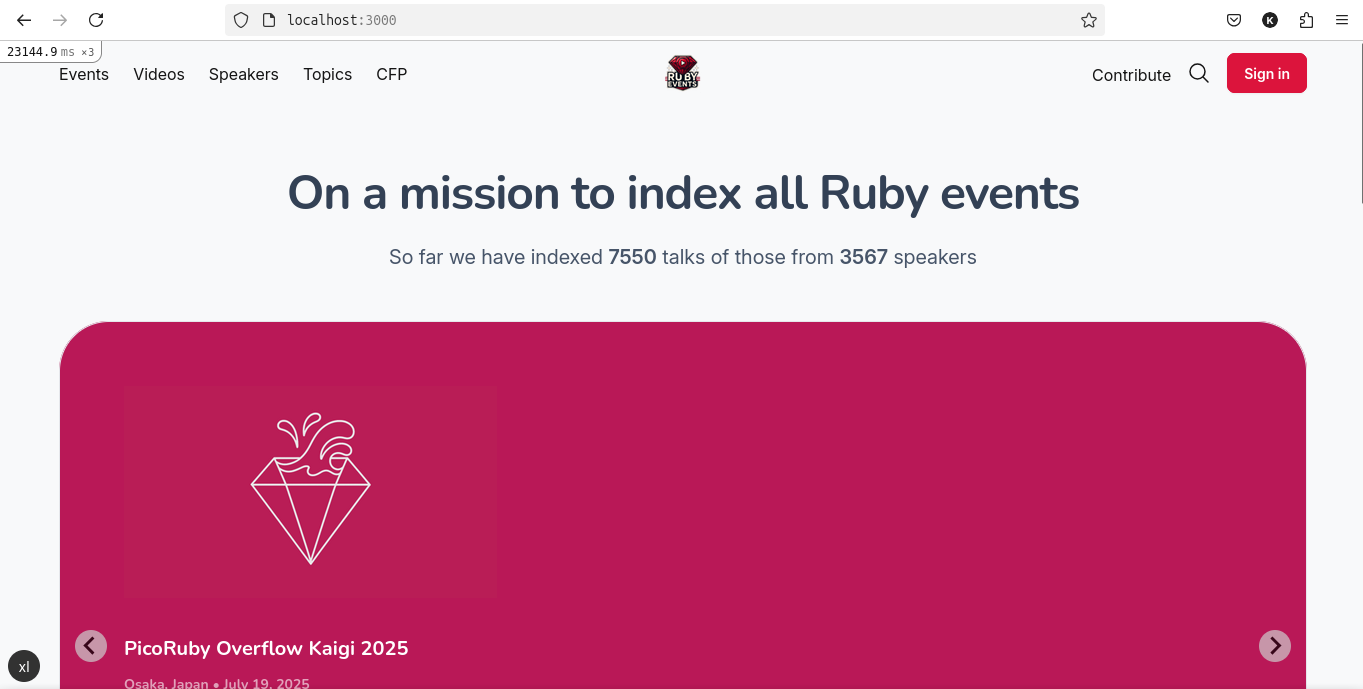 localhost:3000
K
23144.9 ms ×3
Events Videos Speakers Topics CFP
RUBY
EVENTS
Contribute
Sign in
On a mission to index all Ruby events
So far we have indexed 7550 talks of those from 3567 speakers
PicoRuby Overflow Kaigi 2025
Osaka, Japan • July 19, 2025
xl